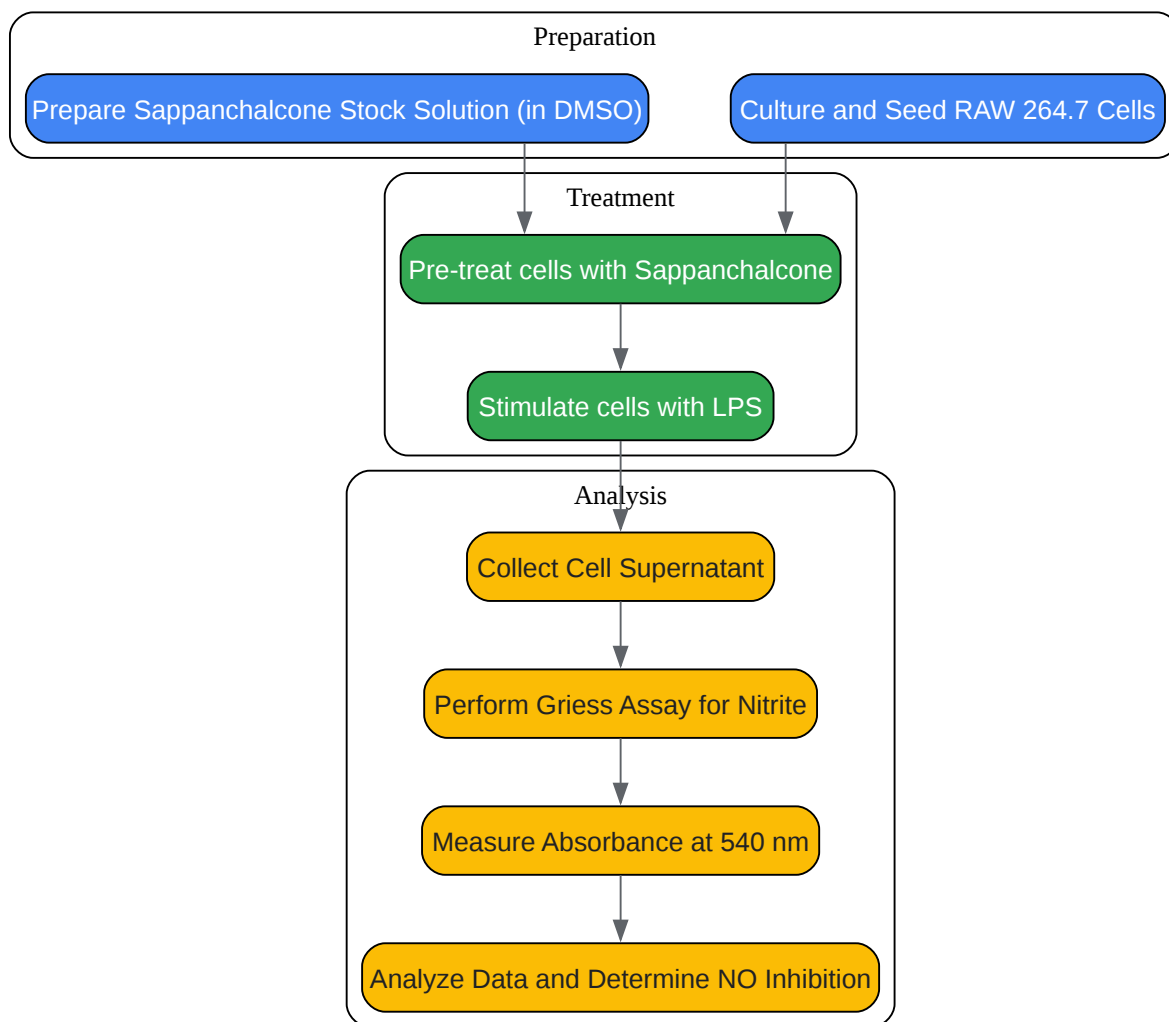 Preparation
Prepare Sappanchalcone Stock Solution (in DMSO)
Culture and Seed RAW 264.7 Cells
Treatment
Pre-treat cells with Sappanchalcone
Stimulate cells with LPS
Analysis
Collect Cell Supernatant
Perform Griess Assay for Nitrite
Measure Absorbance at 540 nm
Analyze Data and Determine NO Inhibition